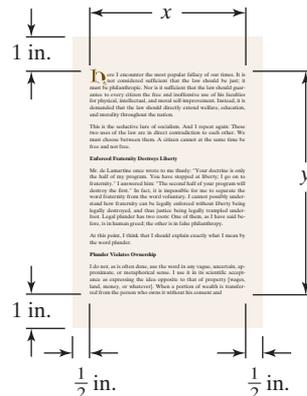 x
1 in.
Here I encounter the most popular fallacy of our times. It is
not considered sufficient that the law should be just; it
must be philanthropic. Nor is it sufficient that the law should guar-
antee to every citizen the free and inoffensive use of his faculties
for physical, intellectual, and moral self-improvement. Instead, it is
demanded that the law should directly extend welfare, education,
and morality throughout the nation.
This is the seductive lure of socialism. And I repeat again: These
two uses of the law are in direct contradiction to each other. We
must choose between them. A citizen cannot at the same time be
free and not free.
Enforced Fraternity Destroys Liberty
Mr. de Lamartine once wrote to me thusly: "Your doctrine is only
the half of my program. You have stopped at liberty; I go on to
fraternity." I answered him: "The second half of your program will
destroy the first." In fact, it is impossible for me to separate the
word fraternity from the word voluntary. I cannot possibly under-
stand how fraternity can be legally enforced without liberty being
legally destroyed, and thus justice being legally trampled under-
foot. Legal plunder has two roots: One of them, as I have said be-
fore, is in human greed; the other is in false philanthropy.
At this point, I think that I should explain exactly what I mean by
the word plunder.
Plunder Violates Ownership
I do not, as is often done, use the word in any vague, uncertain, ap-
proximate, or metaphorical sense. I use it in its scientific accept-
ance as expressing the idea opposite to that of property [wages,
land, money, or whatever]. When a portion of wealth is transfer-
red from the person who owns it without his consent and
y
1 in.
1/2 in.
1/2 in.